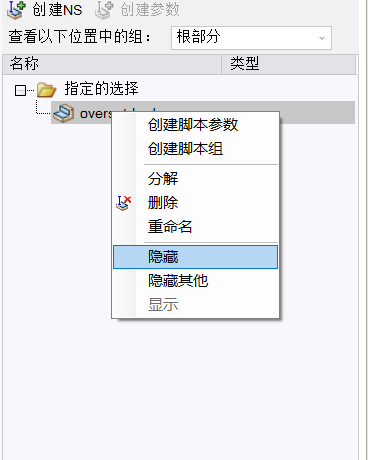 创建NS 创建参数
查看以下位置中的组： 根部分
名称 类型
指定的选择
创建脚本参数
创建脚本组
分解
删除
重命名
隐藏
隐藏其他
显示